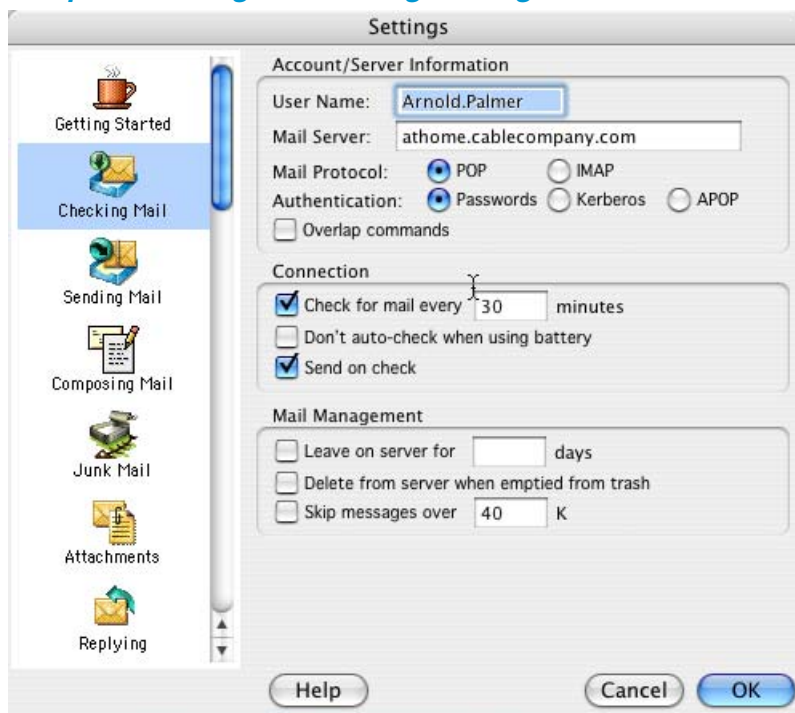 Settings
Getting Started
Checking Mail
Sending Mail
Composing Mail
Junk Mail
Attachments
Replying
Account/Server Information
User Name: Arnold.Palmer
Mail Server: athome.cablecompany.com
Mail Protocol: POP IMAP
Authentication: Passwords Kerberos APOP
Overlap commands
Connection
Check for mail every 30 minutes
Don't auto-check when using battery
Send on check
Mail Management
Leave on server for days
Delete from server when emptied from trash
Skip messages over 40 K
Help Cancel OK